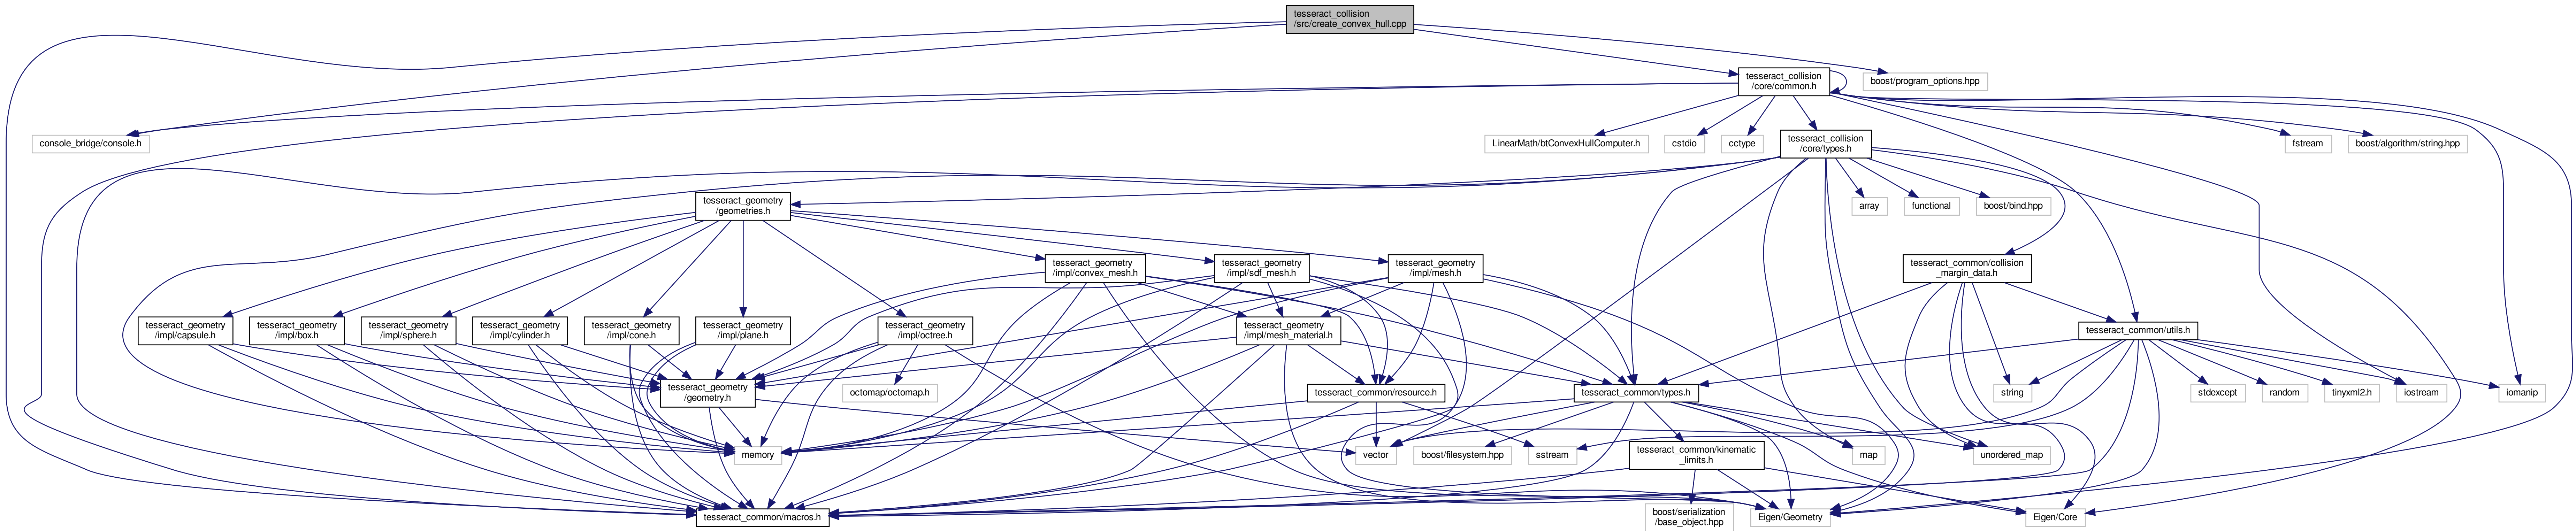 tesseract_collision
/src/create_convex_hull.cpp
tesseract_collision
/core/common.h
boost/program_options.hpp
console_bridge/console.h
LinearMath/btConvexHullComputer.h
cstdio
cctype
tesseract_collision
/core/types.h
fstream
boost/algorithm/string.hpp
tesseract_geometry
/geometries.h
array
functional
boost/bind.hpp
tesseract_geometry
/impl/convex_mesh.h
tesseract_geometry
/impl/sdf_mesh.h
tesseract_geometry
/impl/mesh.h
tesseract_common/collision
_margin_data.h
tesseract_geometry
/impl/capsule.h
tesseract_geometry
/impl/box.h
tesseract_geometry
/impl/sphere.h
tesseract_geometry
/impl/cylinder.h
tesseract_geometry
/impl/cone.h
tesseract_geometry
/impl/plane.h
tesseract_geometry
/impl/octree.h
tesseract_geometry
/impl/mesh_material.h
tesseract_common/utils.h
tesseract_geometry
/geometry.h
octomap/octomap.h
tesseract_common/resource.h
tesseract_common/types.h
string
stdexcept
random
tinyxml2.h
iostream
iomanip
memory
vector
boost/filesystem.hpp
sstream
tesseract_common/kinematic
_limits.h
map
unordered_map
tesseract_common/macros.h
boost/serialization
/base_object.hpp
Eigen/Geometry
Eigen/Core